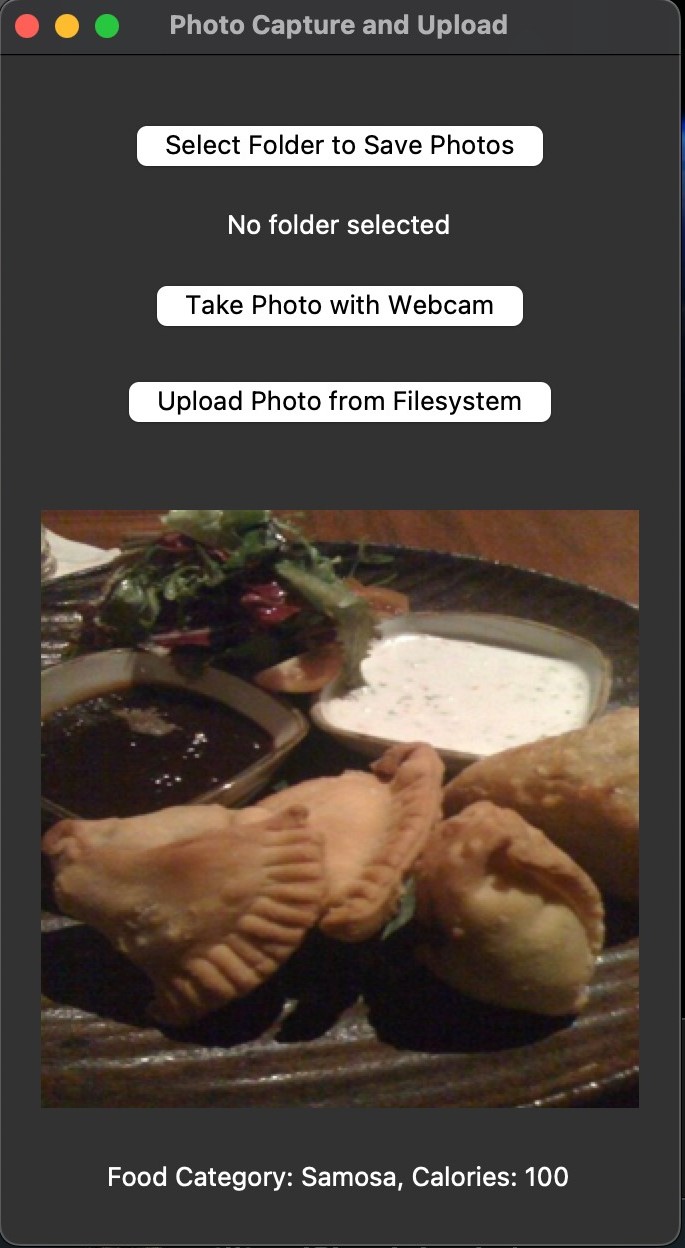 Photo Capture and Upload
Select Folder to Save Photos
No folder selected
Take Photo with Webcam
Upload Photo from Filesystem
Food Category: Samosa, Calories: 100